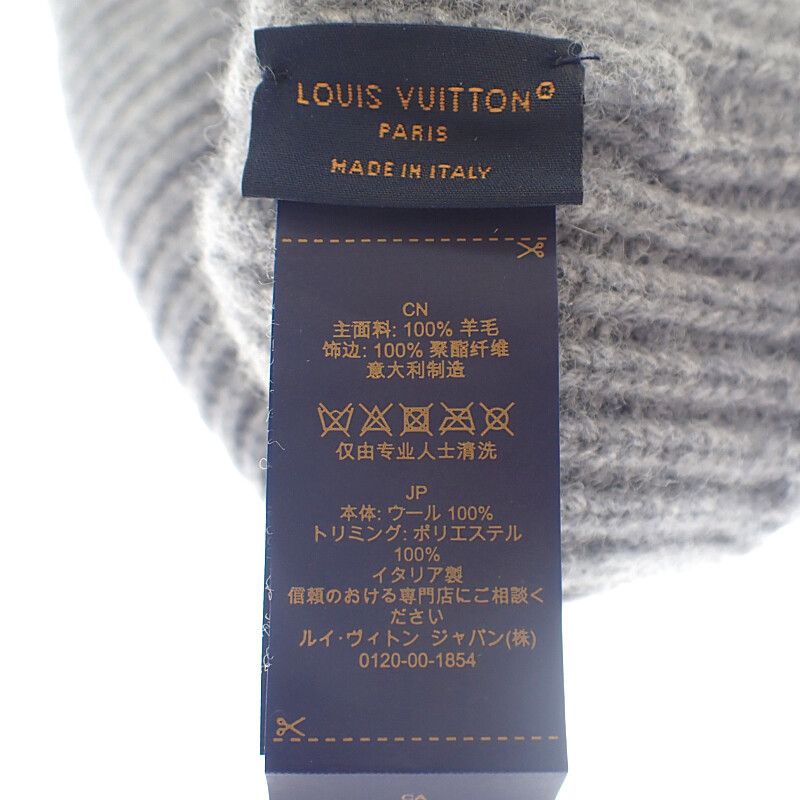 LOUIS VUITTON®
PARIS
MADE IN ITALY
CN
主面料: 100% 羊毛
饰边: 100% 聚酯纤维
意大利制造
仅由专业人士清洗
JP
本体: ウール 100%
トリミング: ポリエステル
100%
イタリア製
信頼のおける専門店にご相談く
ださい
ルイ·ヴィトン ジャパン(株)
0120-00-1854